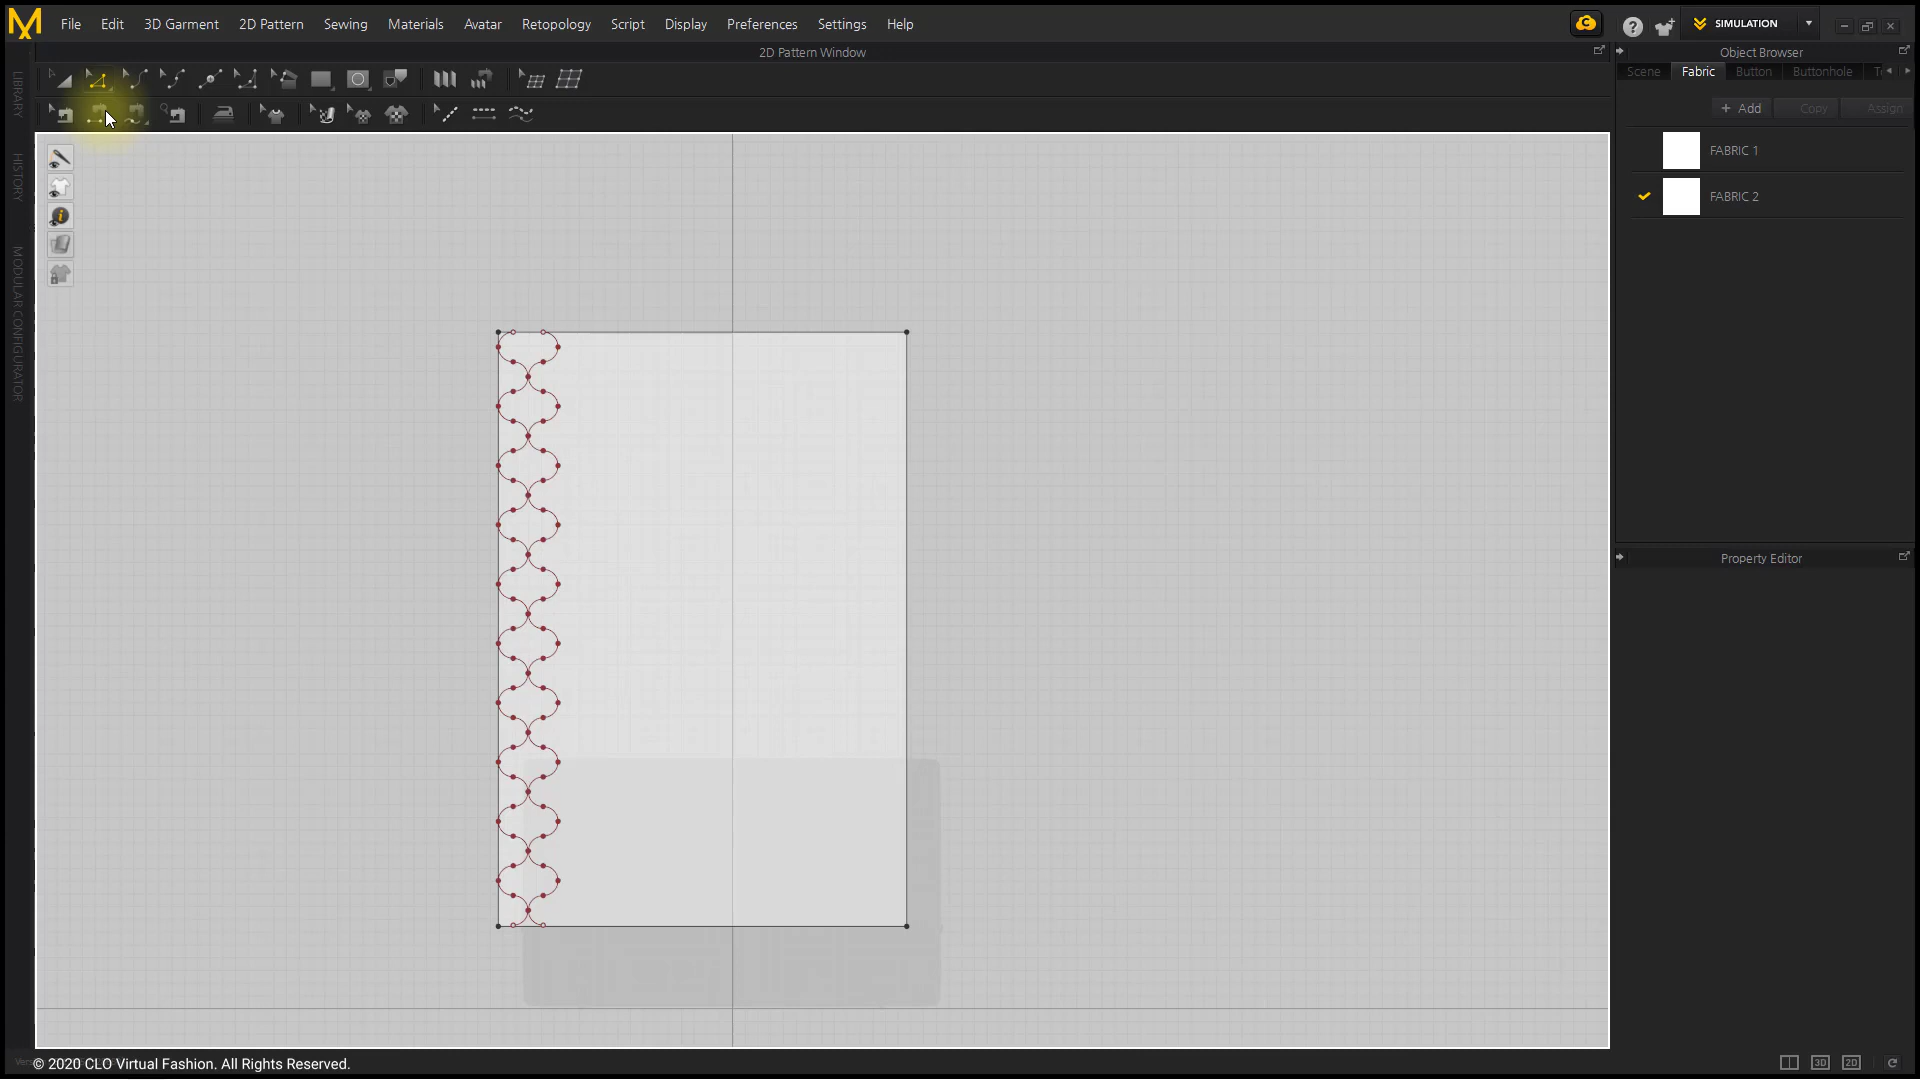 File Edit 3D Garment 2D Pattern Sewing Materials Avatar Retopology Script Display Preferences Settings Help
SIMULATION
2D Pattern Window
Object Browser
Scene Fabric Button Buttonhole
+ Add Copy Assign
FABRIC 1
FABRIC 2
LIBRARY
HISTORY
MODULAR CONFIGURATOR
Property Editor
© 2020 CLO Virtual Fashion. All Rights Reserved.
3D 2D